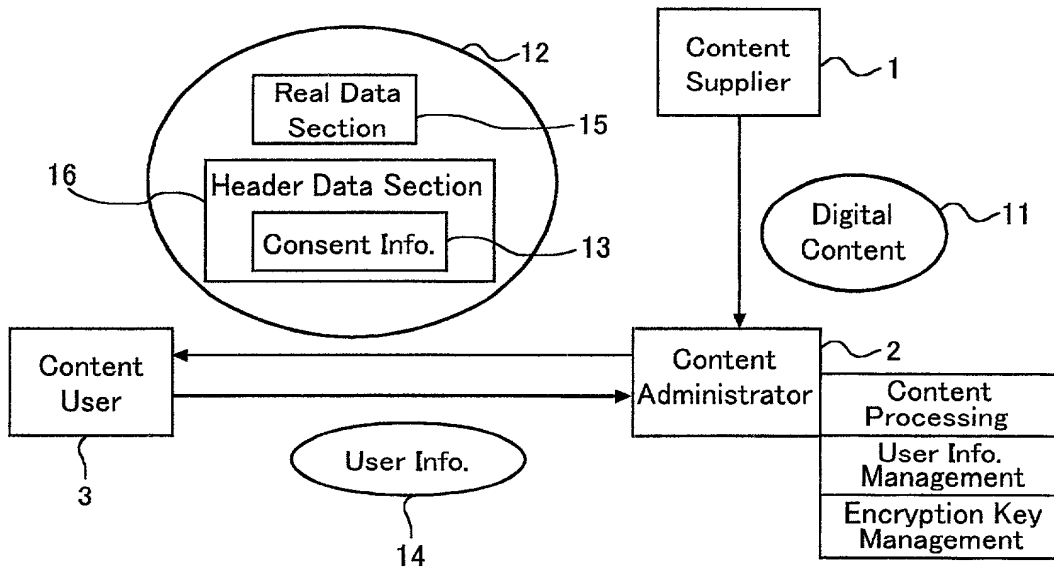 12
Content
Supplier
1
Real Data
Section
15
16
Header Data Section
Consent Info.
13
Digital
Content
11
Content
User
3
Content
Administrator
2
Content
Processing
User Info.
Management
Encryption Key
Management
User Info.
14